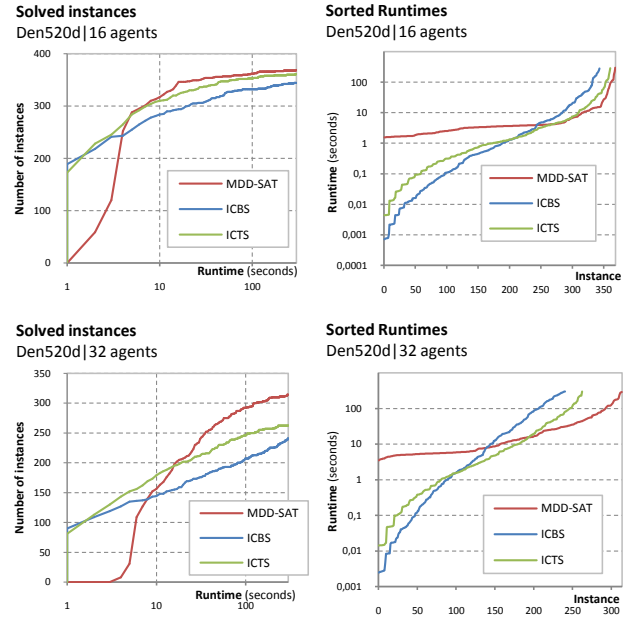 Solved instances
Den520d|16 agents
Number of instances
400
300
200
100
0
1
10
100
Runtime (seconds)
MDD-SAT
ICBS
ICTS
Sorted Runtimes
Den520d|16 agents
Runtime (seconds)
100
10
1
0,1
0,01
0,001
0,0001
0
50
100
150
200
250
300
350
Instance
MDD-SAT
ICBS
ICTS
Solved instances
Den520d|32 agents
Number of instances
350
300
250
200
150
100
50
0
1
10
100
Runtime (seconds)
MDD-SAT
ICBS
ICTS
Sorted Runtimes
Den520d|32 agents
Runtime (seconds)
100
10
1
0,1
0,01
0,001
0
50
100
150
200
250
300
Instance
MDD-SAT
ICBS
ICTS